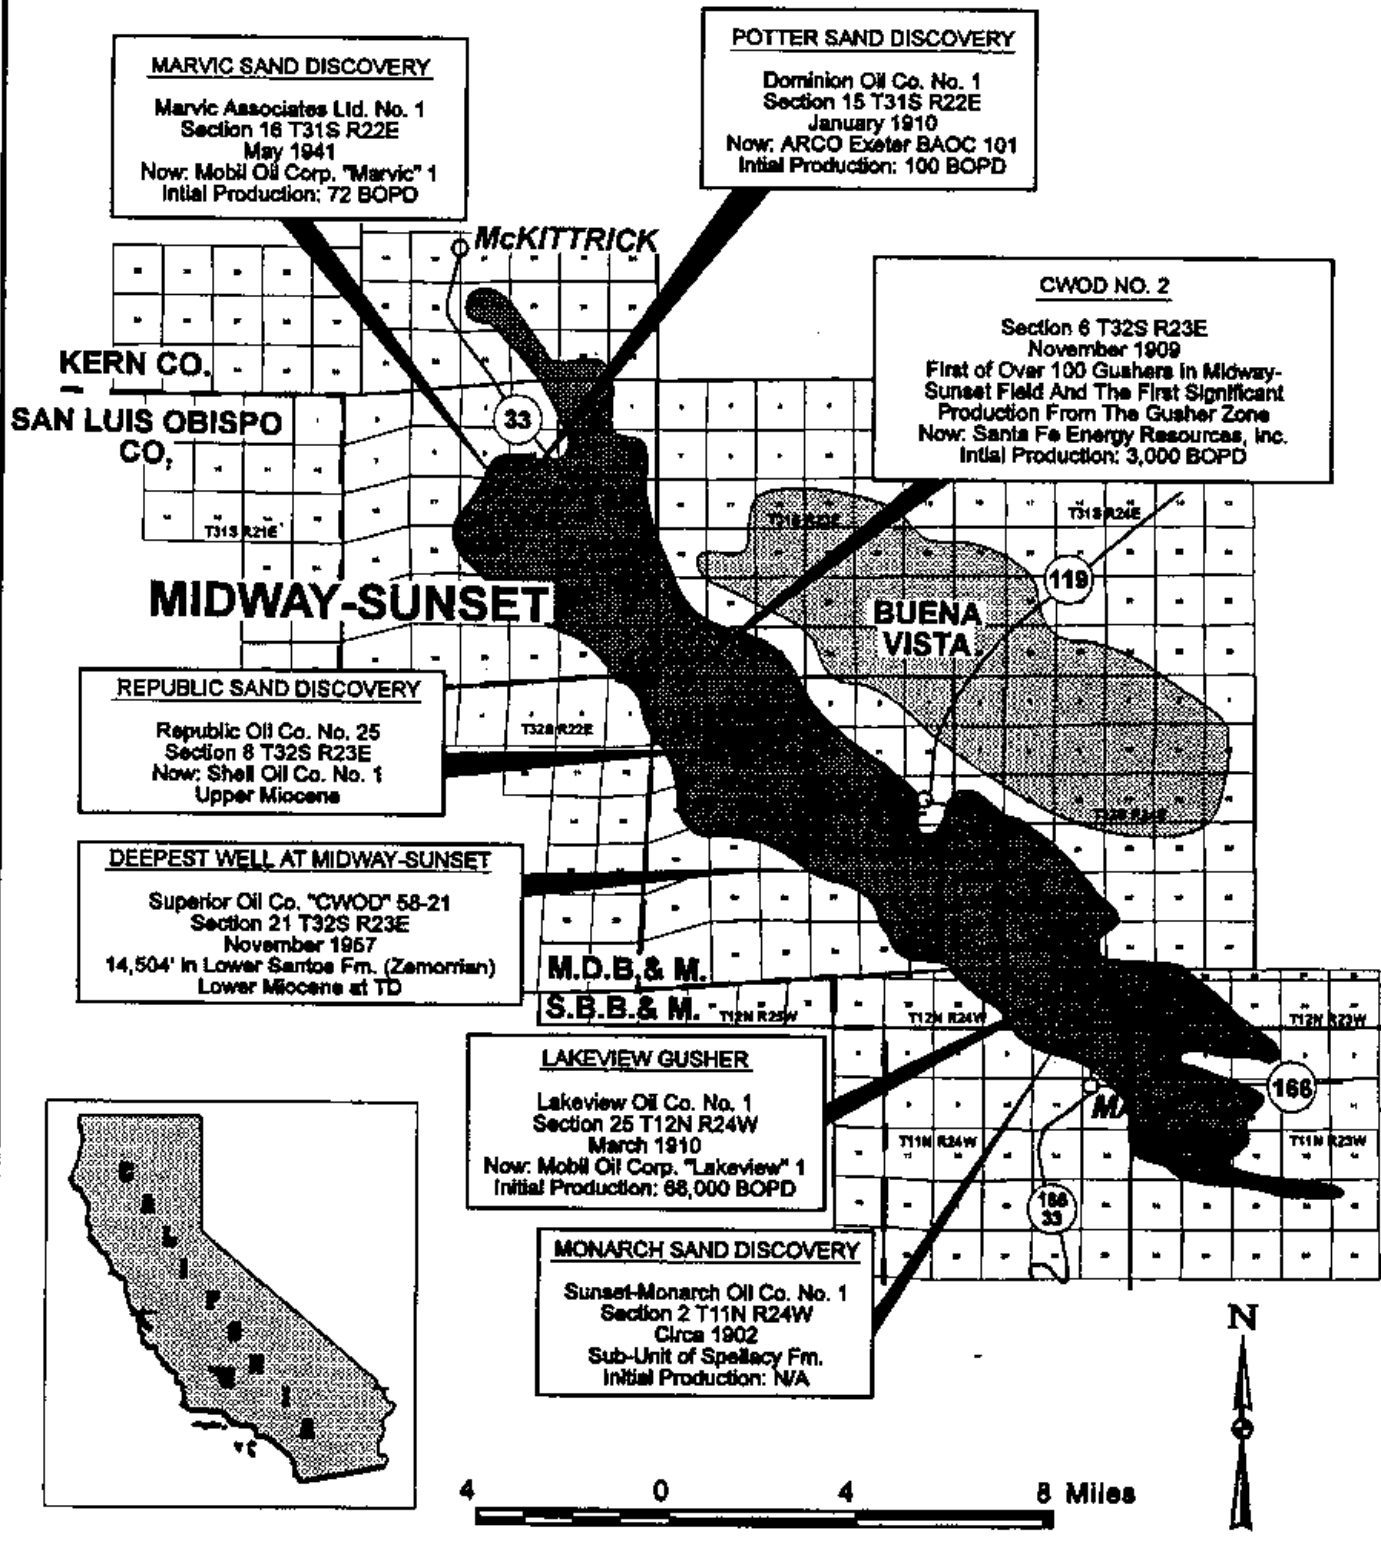 MARVIC SAND DISCOVERY
Marvic Associates Ltd. No. 1
Section 16 T31S R22E
May 1941
Now: Mobil Oil Corp. "Marvic" 1
Intial Production: 72 BOPD
POTTER SAND DISCOVERY
Dominion Oil Co. No. 1
Section 15 T31S R22E
January 1910
Now: ARCO Exeter BAOC 101
Intial Production: 100 BOPD
McKITTRICK
CWOD NO. 2
Section 6 T32S R23E
November 1909
First of Over 100 Gushers in Midway-
Sunset Field And The First Significant
Production From The Gusher Zone
Now: Santa Fe Energy Resources, Inc.
Intial Production: 3,000 BOPD
KERN CO.
SAN LUIS OBISPO
CO.
33
T31S R21E
T31S R23E
T31S R24E
119
MIDWAY-SUNSET
BUENA
VISTA
REPUBLIC SAND DISCOVERY
Republic Oil Co. No. 25
Section 8 T32S R23E
Now: Shell Oil Co. No. 1
Upper Miocene
T32S R22E
T32S R24E
DEEPEST WELL AT MIDWAY-SUNSET
Superior Oil Co. "CWOD" 58-21
Section 21 T32S R23E
November 1957
14,504' in Lower Santos Fm. (Zemorrian)
Lower Miocene at TD
M.D.B.& M.
S.B.B.& M.
T12N R25W
T12N R24W
T12N R23W
LAKEVIEW GUSHER
Lakeview Oil Co. No. 1
Section 25 T12N R24W
March 1910
Now: Mobil Oil Corp. "Lakeview" 1
Initial Production: 68,000 BOPD
166
MA
T11N R24W
T11N R23W
166
33
MONARCH SAND DISCOVERY
Sunset-Monarch Oil Co. No. 1
Section 2 T11N R24W
Circa 1902
Sub-Unit of Spellacy Fm.
Initial Production: N/A
CALIFORNIA
N
4 0 4 8 Miles